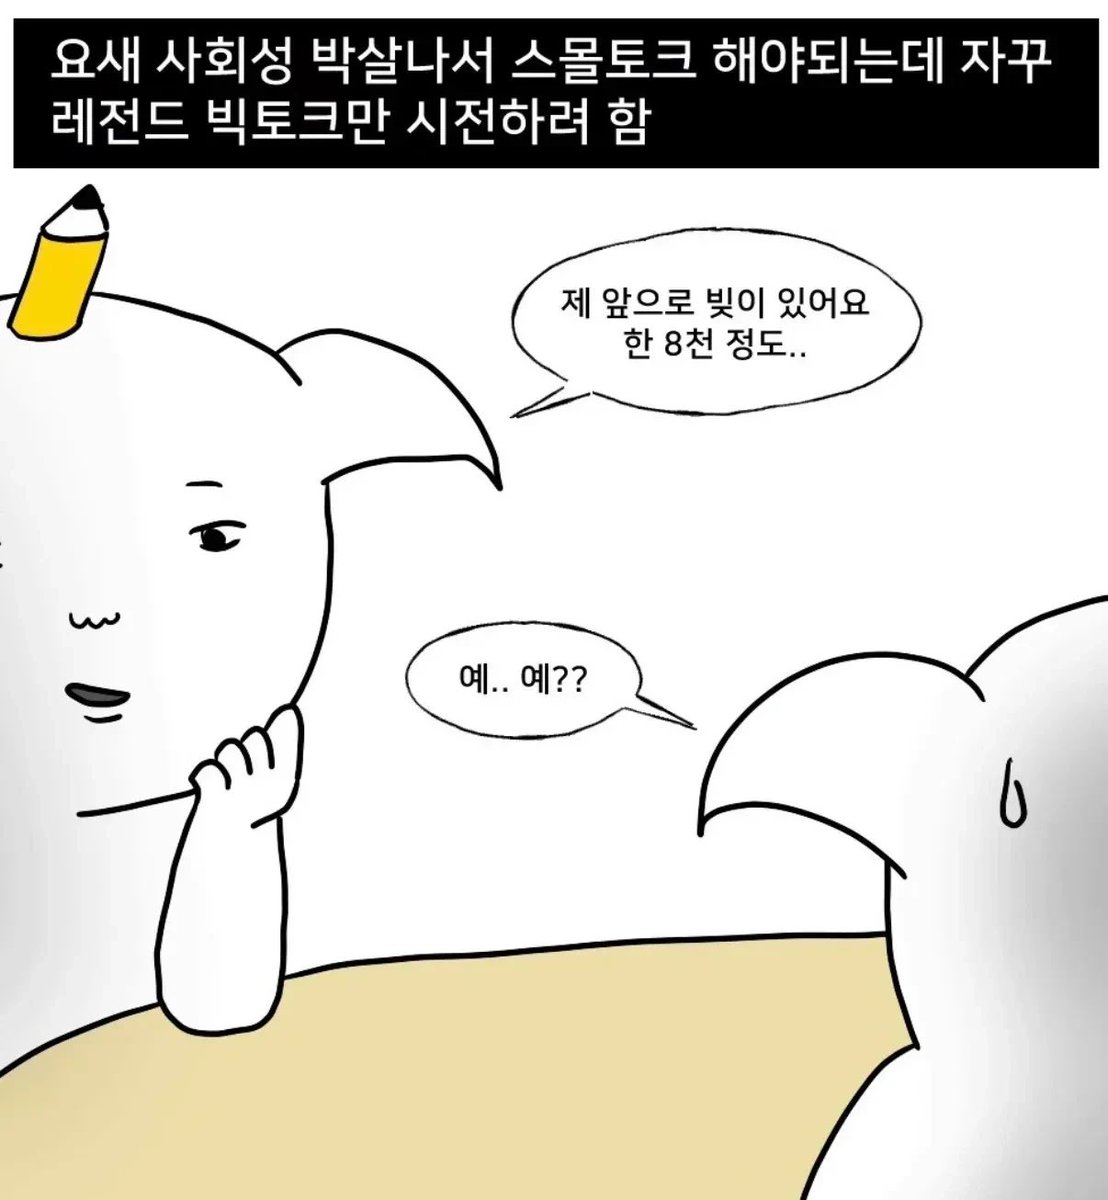 요새 사회성 박살나서 스몰토크 해야되는데 자꾸
레전드 빅토크만 시전하려 함
제 앞으로 빚이 있어요
한 8천 정도..
예.. 예??